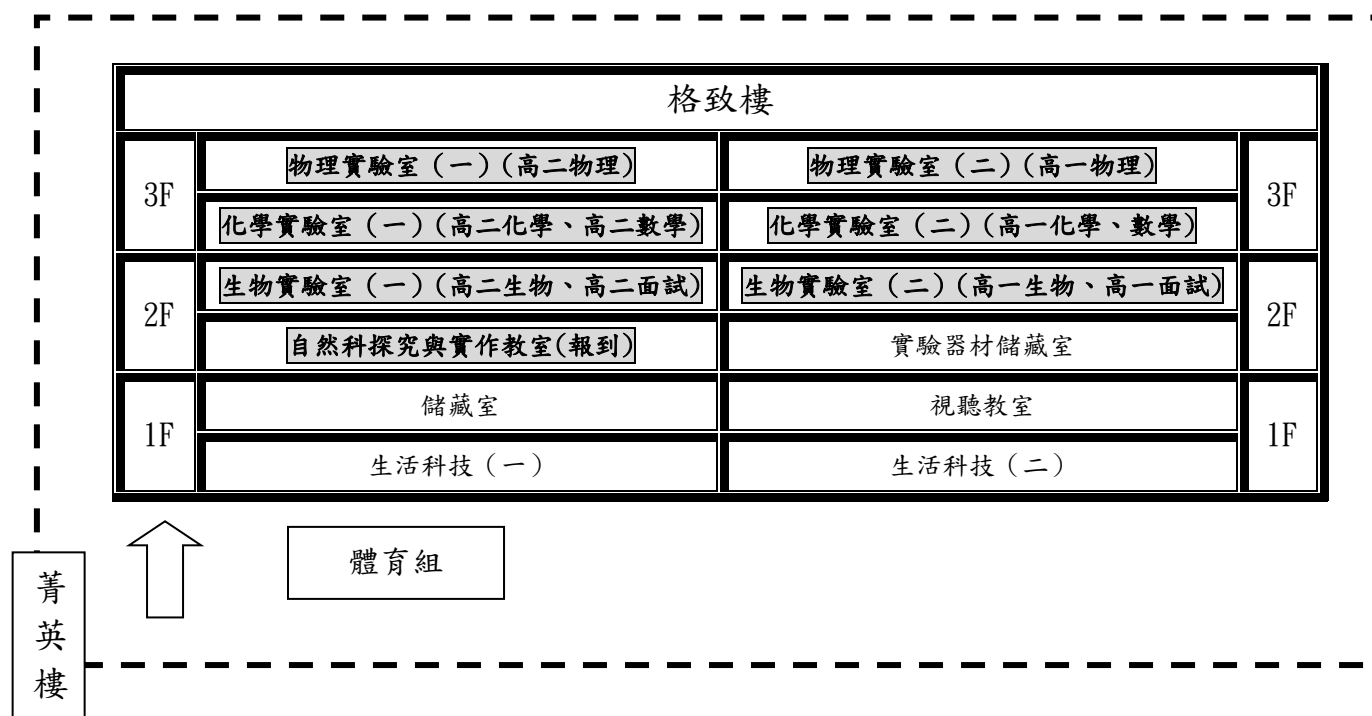 格致樓
3F
物理實驗室（一）(高二物理)
物理實驗室（二）(高一物理)
3F
化學實驗室（一）(高二化學、高二數學)
化學實驗室（二）(高一化學、數學)
2F
生物實驗室（一）(高二生物、高二面試)
生物實驗室（二）(高一生物、高一面試)
2F
自然科探究與實作教室(報到)
實驗器材儲藏室
1F
儲藏室
視聽教室
1F
生活科技（一）
生活科技（二）
體育組
菁英樓